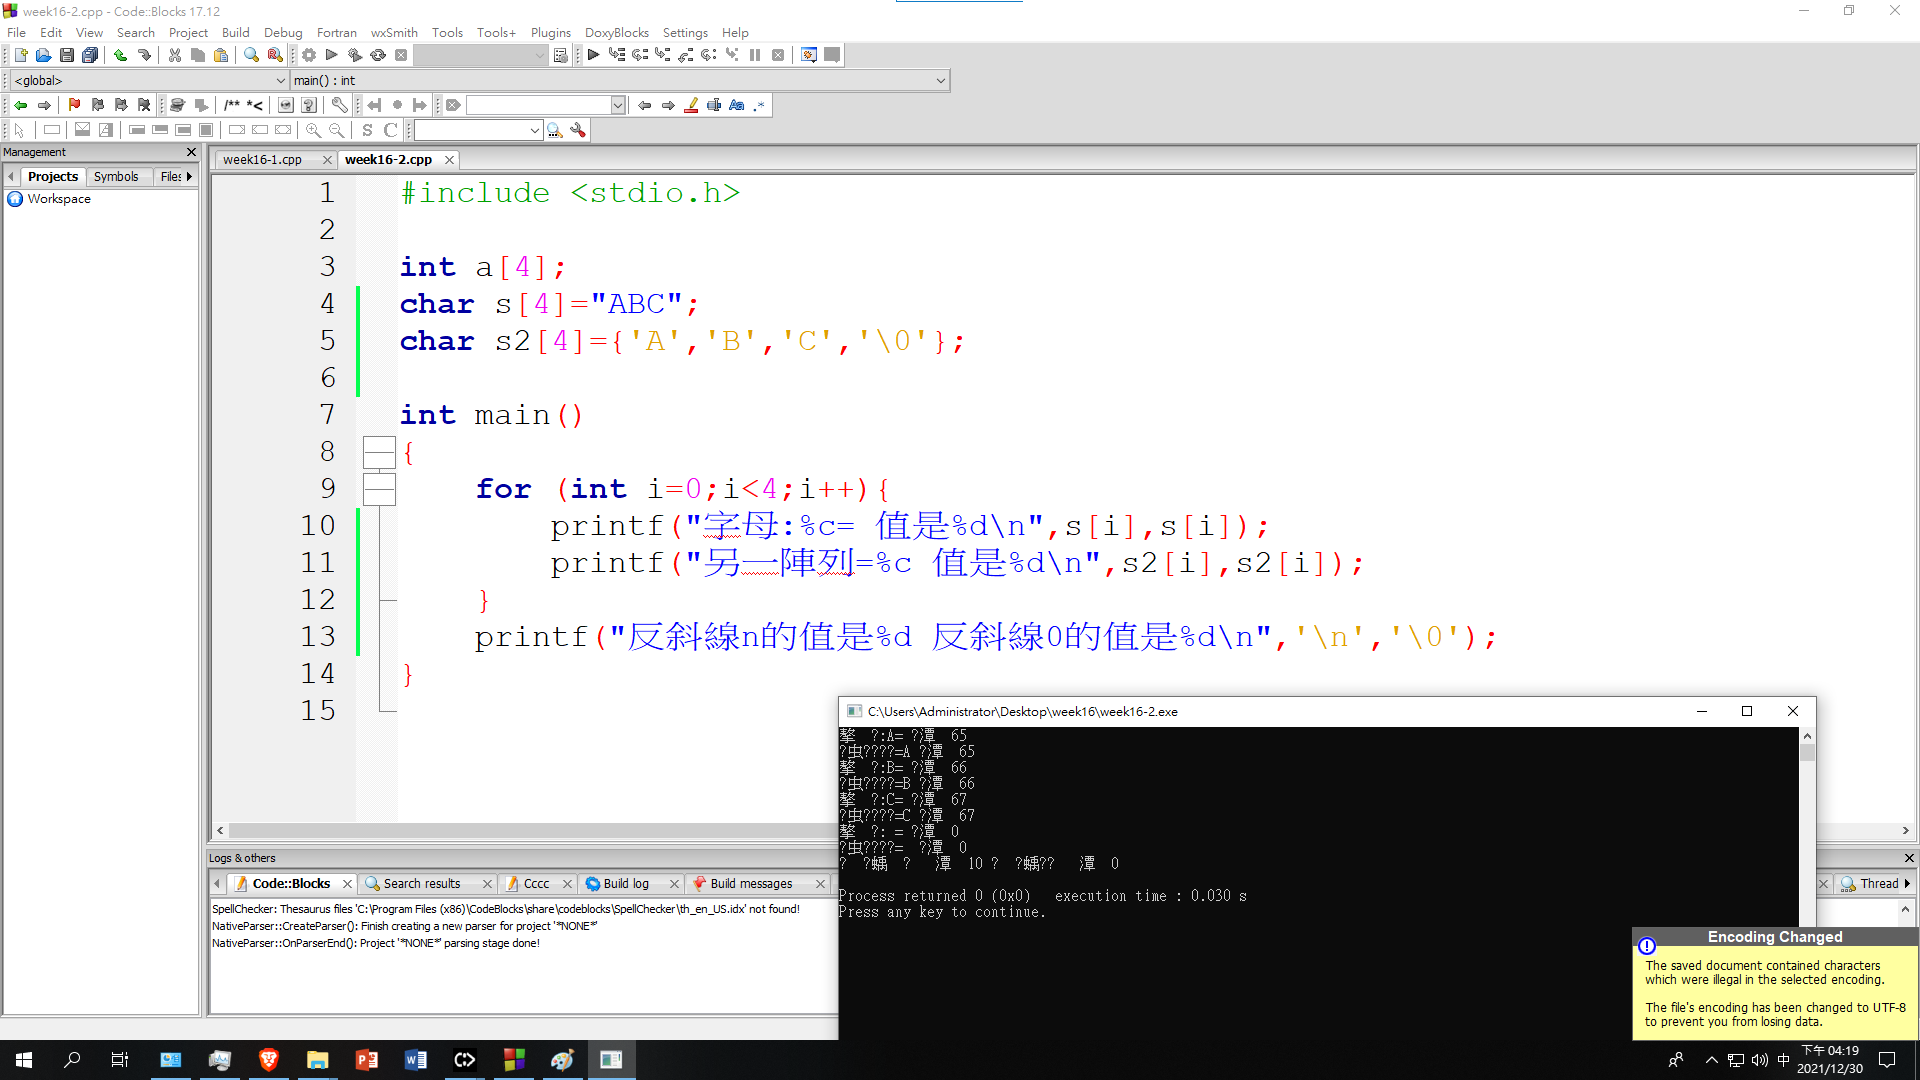 week16-2.cpp - Code::Blocks 17.12
File Edit View Search Project Build Debug Fortran wxSmith Tools Tools+ Plugins DoxyBlocks Settings Help
<global> main() : int
/** *<
Management
Projects Symbols Files
Workspace
week16-1.cpp week16-2.cpp
1 #include <stdio.h>
2
3 int a[4];
4 char s[4]="ABC";
5 char s2[4]={'A','B','C','\0'};
6
7 int main()
8 {
9 for (int i=0;i<4;i++){
10 printf("字母:%c= 值是%d\n",s[i],s[i]);
11 printf("另一陣列=%c 值是%d\n",s2[i],s2[i]);
12 }
13 printf("反斜線n的值是%d 反斜線0的值是%d\n",'\n','\0');
14 }
15
C:\Users\Administrator\Desktop\week16\week16-2.exe
?:A= ?潭 65
?虫????=A ?潭 65
?:B= ?潭 66
?虫????=B ?潭 66
?:C= ?潭 67
?虫????=C ?潭 67
?: = ?潭 0
?虫????= ?潭 0
? ? ? 潭 10 ? ? ?? 潭 0
Process returned 0 (0x0) execution time : 0.030 s
Press any key to continue.
Logs & others
Code::Blocks Search results Cccc Build log Build messages Thread
SpellChecker: Thesaurus files 'C:\Program Files (x86)\CodeBlocks\share\codeblocks\SpellChecker\th_en_US.idx' not found!
NativeParser::CreateParser(): Finish creating a new parser for project '*NONE*'
NativeParser::OnParserEnd(): Project '*NONE*' parsing stage done!
Encoding Changed
The saved document contained characters
which were illegal in the selected encoding.
The file's encoding has been changed to UTF-8
to prevent you from losing data.
中
下午 04:19
2021/12/30